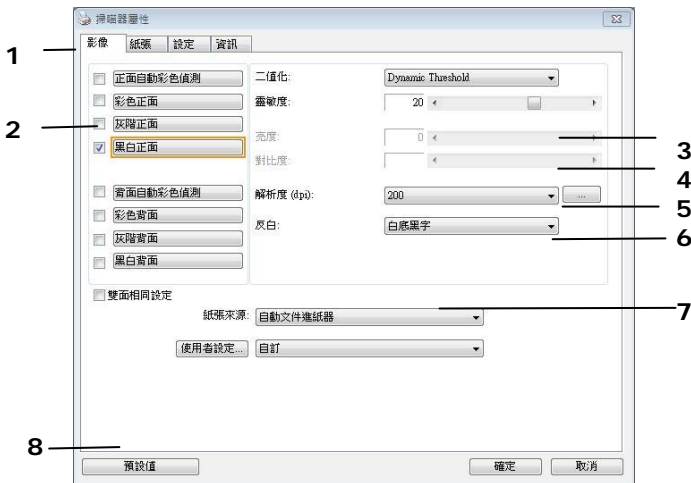 掃瞄器屬性
影像 紙張 設定 資訊
1
正面自動彩色偵測
彩色正面
灰階正面
黑白正面
2
背面自動彩色偵測
彩色背面
灰階背面
黑白背面
二值化: Dynamic Threshold
靈敏度: 20
亮度: 0
3
對比度:
4
解析度 (dpi): 200 ...
5
反白: 白底黑字
6
雙面相同設定
紙張來源: 自動文件進紙器
7
使用者設定... 自訂
8
預設值 確定 取消